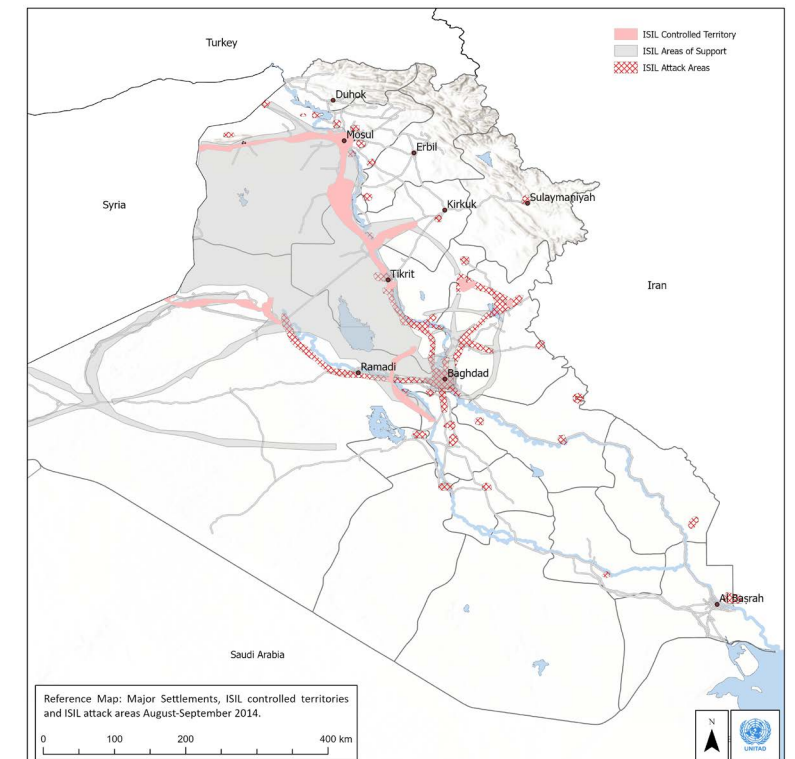 Turkey
ISIL Controlled Territory
ISIL Areas of Support
ISIL Attack Areas
Duhok
Mosul
Erbil
Syria
Kirkuk
Sulaymaniyah
Tikrit
Iran
Ramadi
Baghdad
Al Basrah
Saudi Arabia
Reference Map: Major Settlements, ISIL controlled territories
and ISIL attack areas August-September 2014.
0 100 200 400 km
N
UNITAD